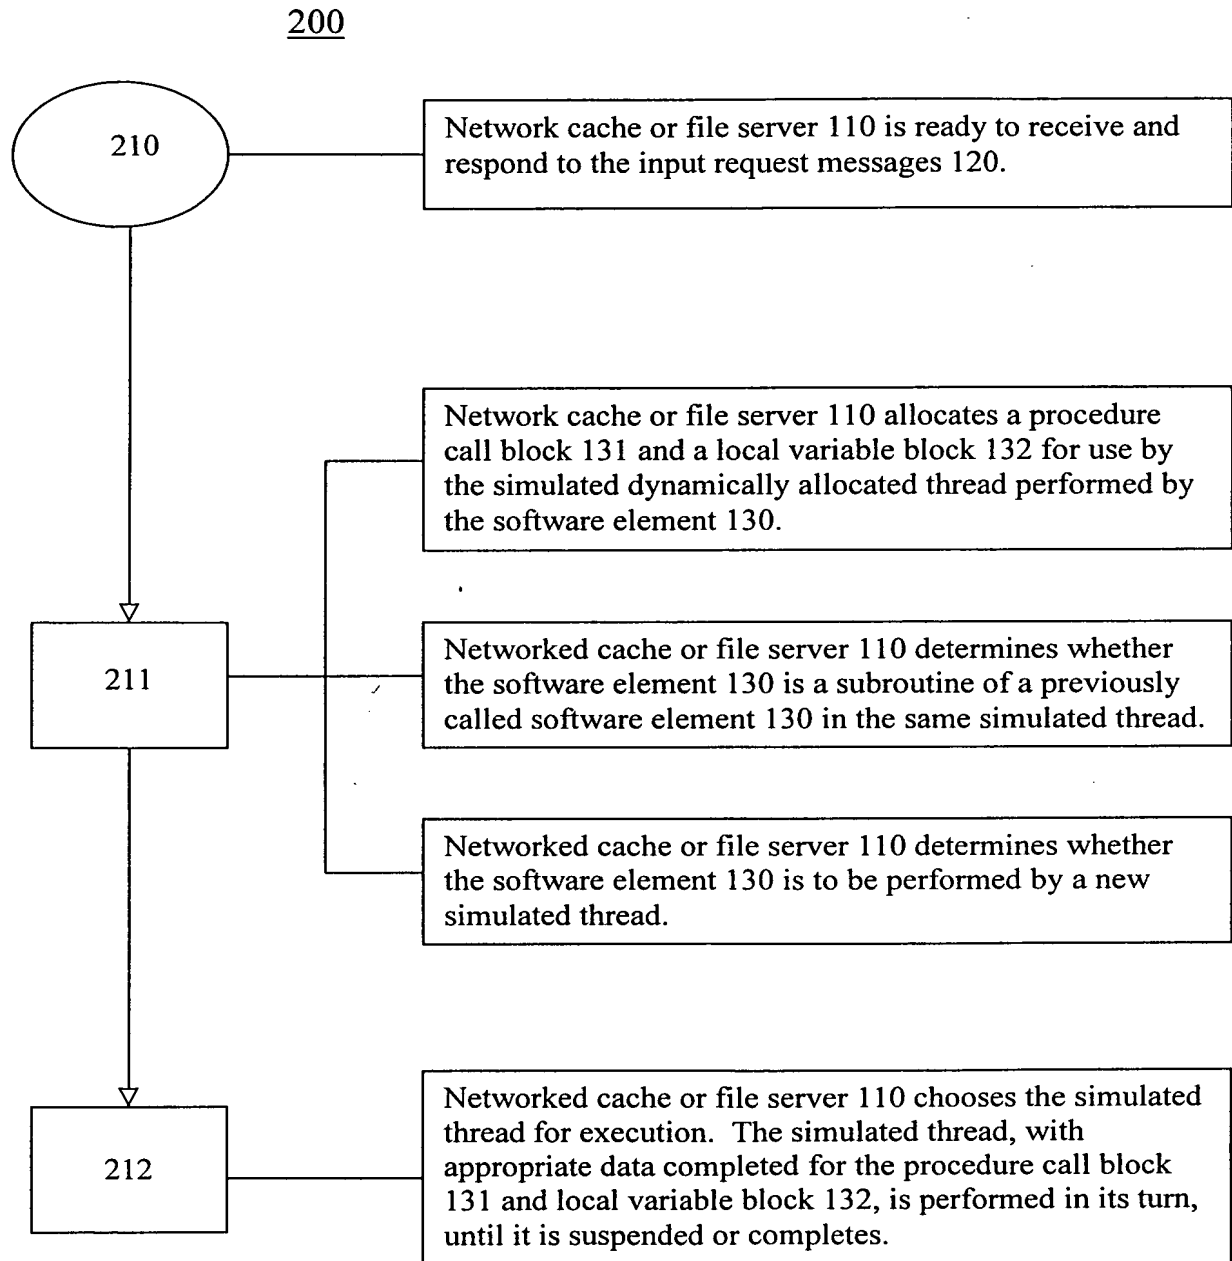 200
210
Network cache or file server 110 is ready to receive and
respond to the input request messages 120.
Network cache or file server 110 allocates a procedure
call block 131 and a local variable block 132 for use by
the simulated dynamically allocated thread performed by
the software element 130.
211
Networked cache or file server 110 determines whether
the software element 130 is a subroutine of a previously
called software element 130 in the same simulated thread.
Networked cache or file server 110 determines whether
the software element 130 is to be performed by a new
simulated thread.
212
Networked cache or file server 110 chooses the simulated
thread for execution.  The simulated thread, with
appropriate data completed for the procedure call block
131 and local variable block 132, is performed in its turn,
until it is suspended or completes.